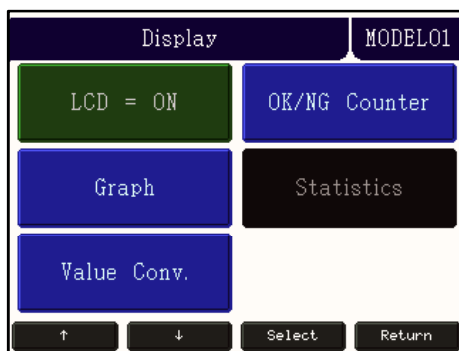 Display MODEL01
LCD = ON OK/NG Counter
Graph Statistics
Value Conv.
↑ ↓ Select Return